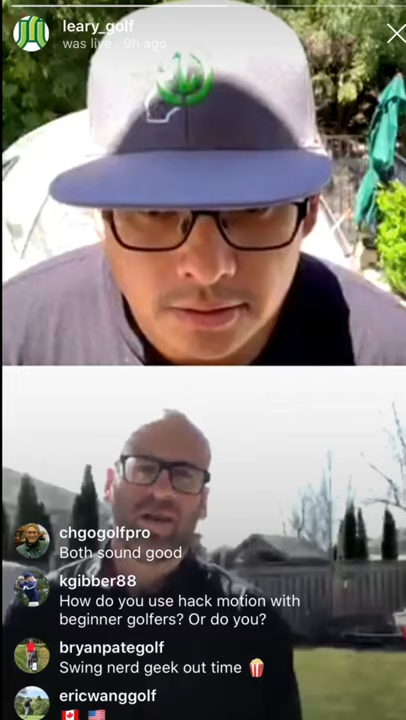 leary_golf
was live · 9h ago
chgogolfpro
Both sound good
kgibber88
How do you use hack motion with
beginner golfers? Or do you?
bryanpategolf
Swing nerd geek out time 🍿
ericwanggolf
🇨🇦 🇺🇸